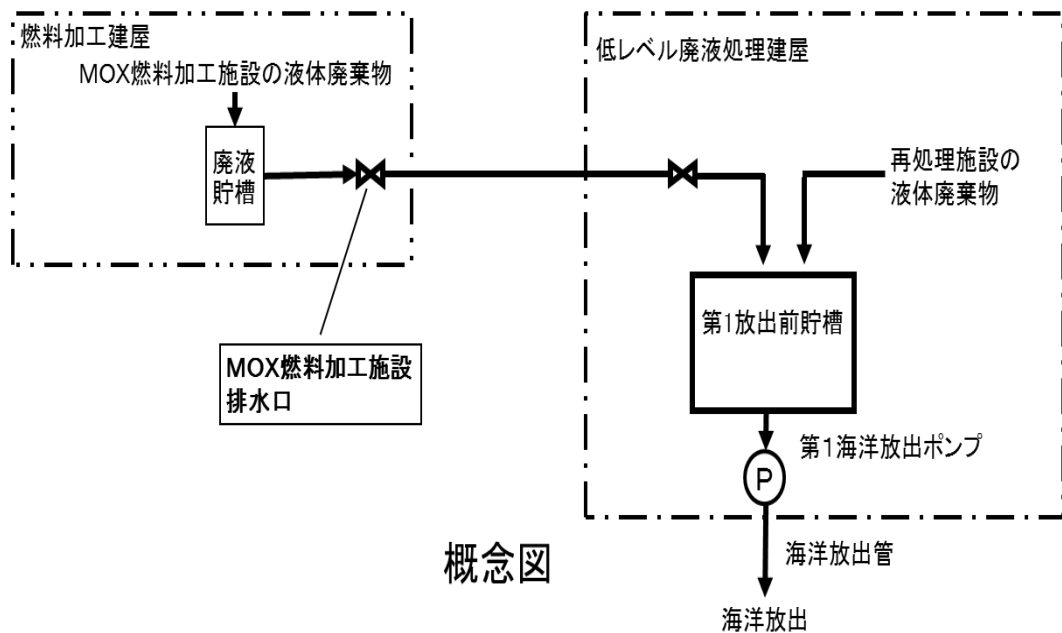 燃料加工建屋
MOX燃料加工施設の液体廃棄物
廃液
貯槽
MOX燃料加工施設
排水口
低レベル廃液処理建屋
再処理施設の
液体廃棄物
第1放出前貯槽
第1海洋放出ポンプ
P
海洋放出管
海洋放出
概念図